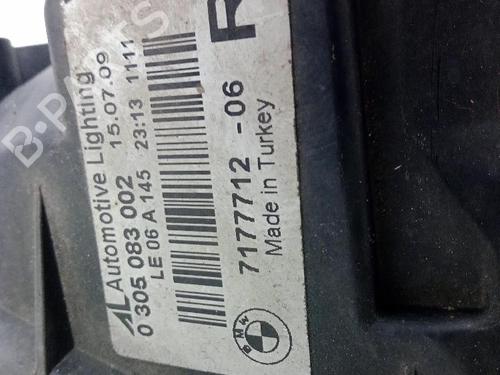 AL Automotive Lighting
0 305 083 002 15.07.09
LE 06 A 145 23:13 1111
7177712 -06 R
Made in Turkey
BMW
B-PARTS